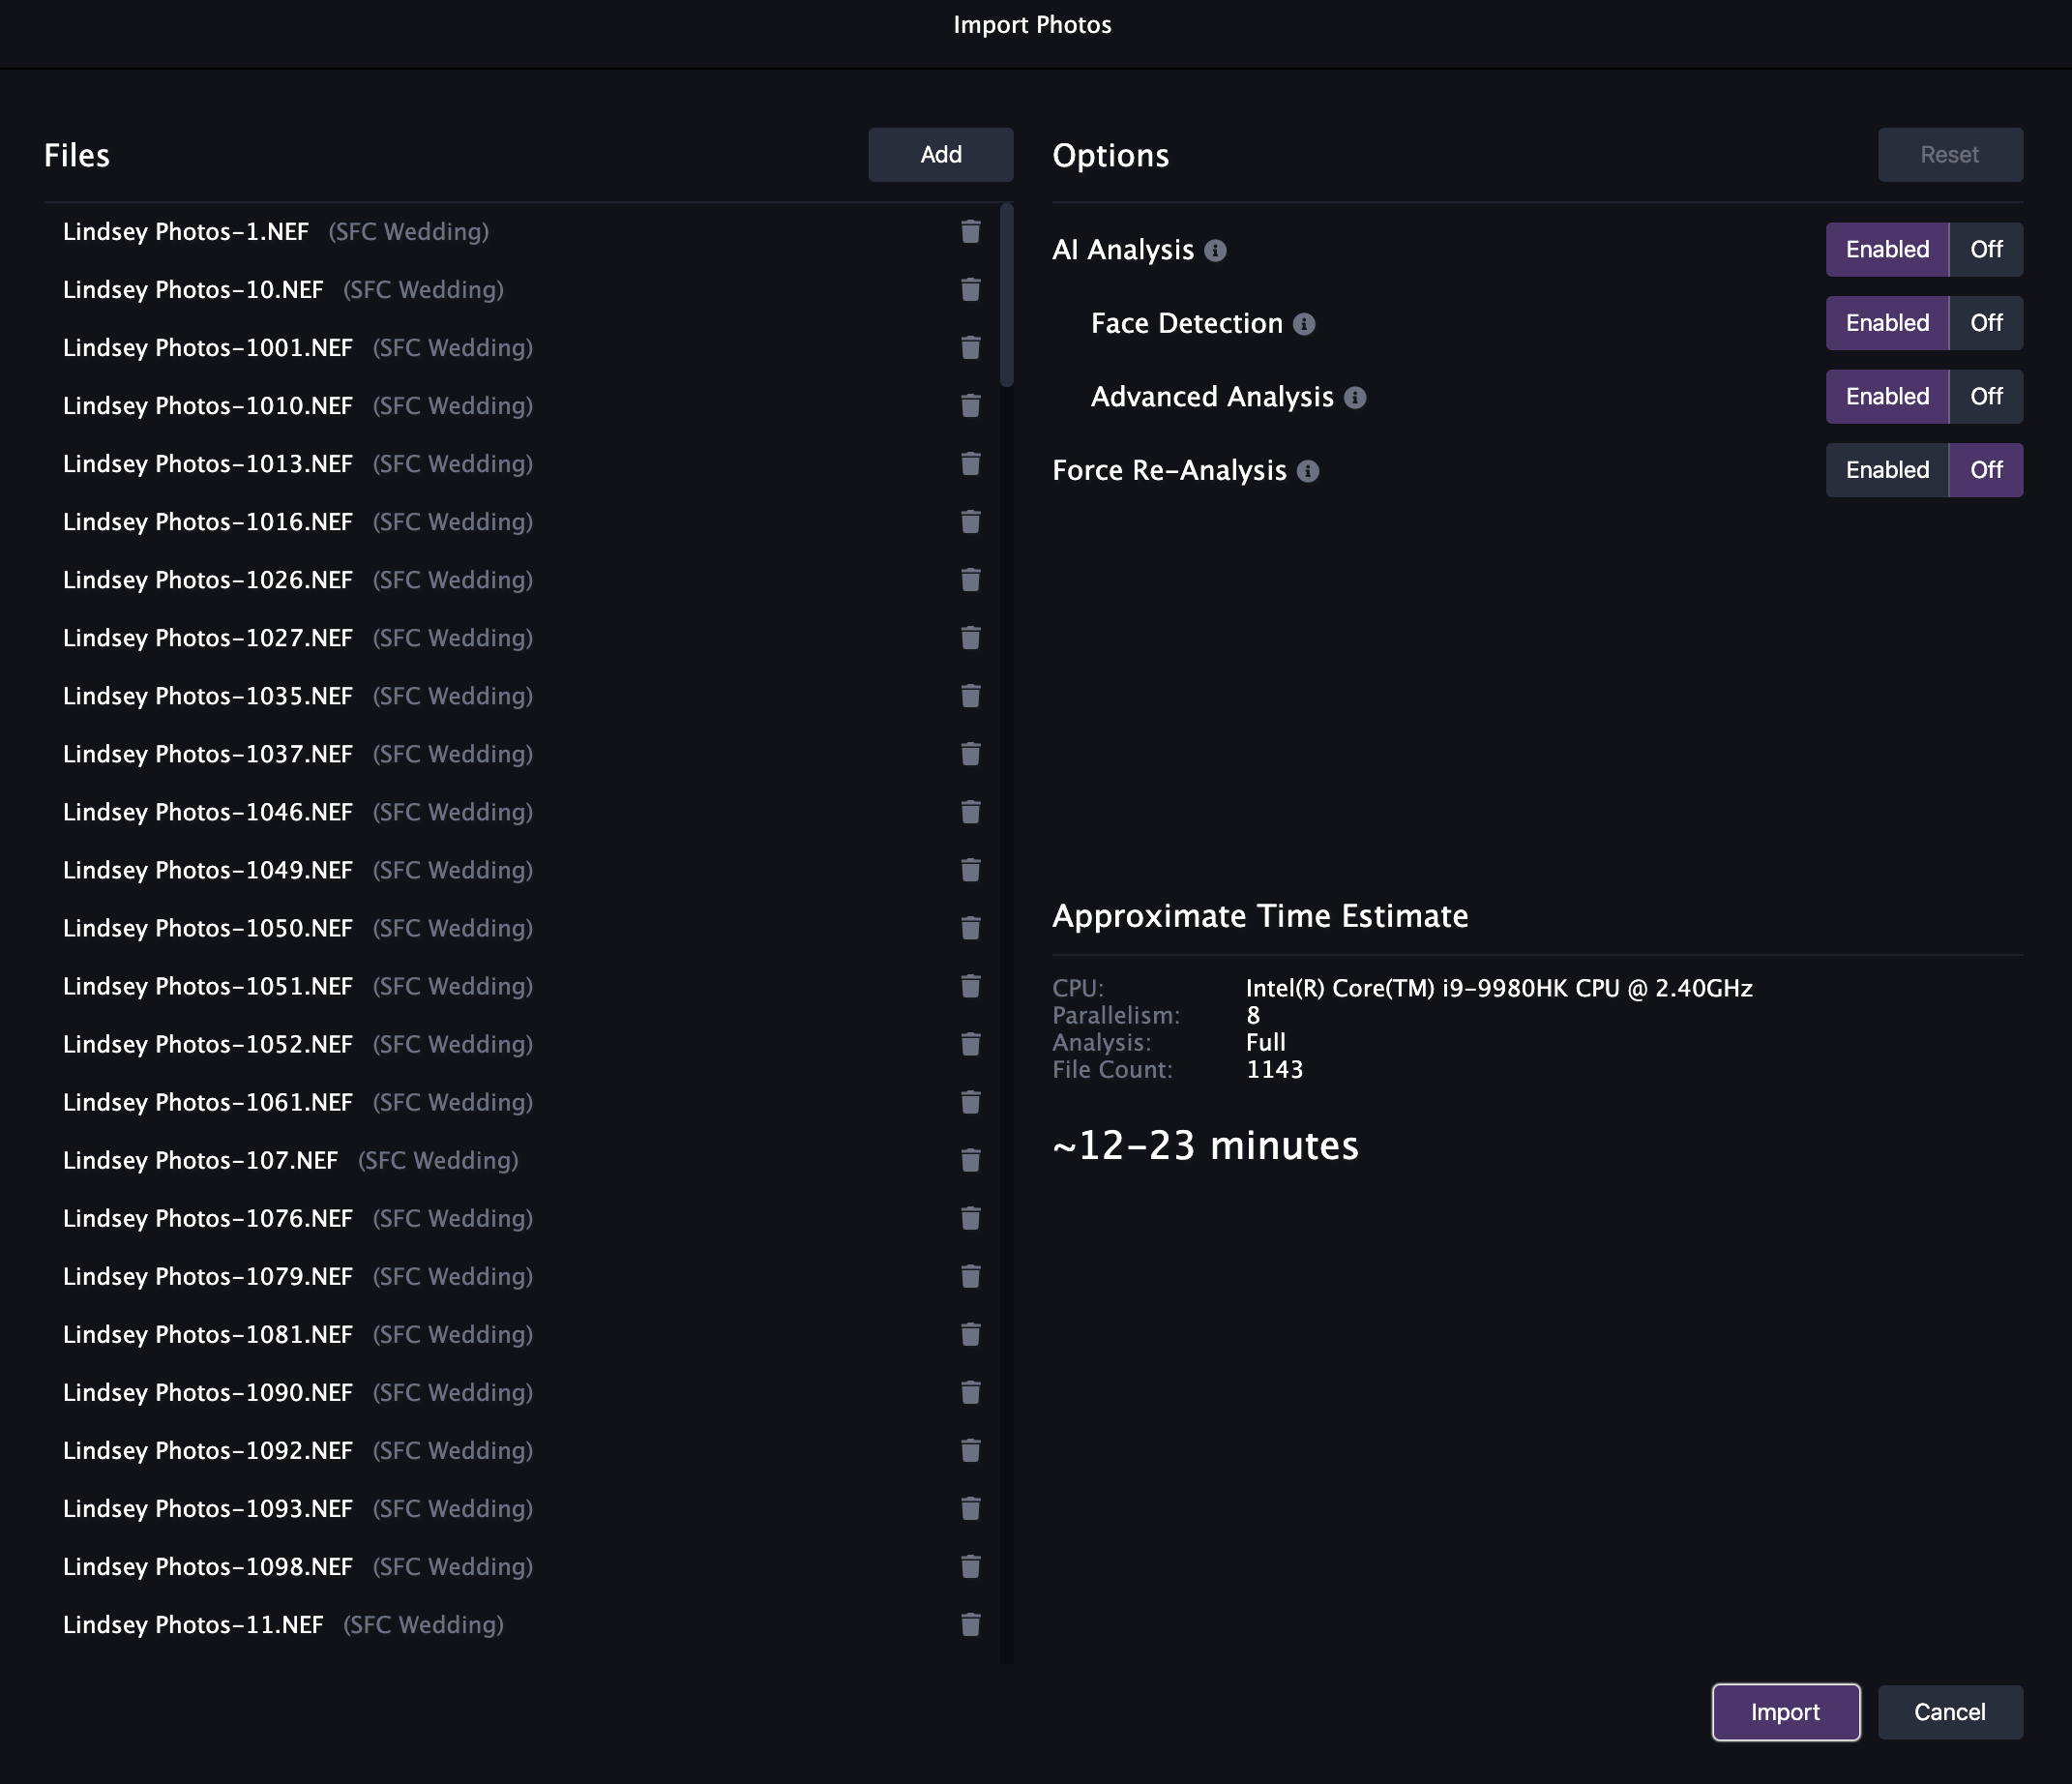 Import Photos
Files
Add
Lindsey Photos-1.NEF (SFC Wedding)
Lindsey Photos-10.NEF (SFC Wedding)
Lindsey Photos-1001.NEF (SFC Wedding)
Lindsey Photos-1010.NEF (SFC Wedding)
Lindsey Photos-1013.NEF (SFC Wedding)
Lindsey Photos-1016.NEF (SFC Wedding)
Lindsey Photos-1026.NEF (SFC Wedding)
Lindsey Photos-1027.NEF (SFC Wedding)
Lindsey Photos-1035.NEF (SFC Wedding)
Lindsey Photos-1037.NEF (SFC Wedding)
Lindsey Photos-1046.NEF (SFC Wedding)
Lindsey Photos-1049.NEF (SFC Wedding)
Lindsey Photos-1050.NEF (SFC Wedding)
Lindsey Photos-1051.NEF (SFC Wedding)
Lindsey Photos-1052.NEF (SFC Wedding)
Lindsey Photos-1061.NEF (SFC Wedding)
Lindsey Photos-107.NEF (SFC Wedding)
Lindsey Photos-1076.NEF (SFC Wedding)
Lindsey Photos-1079.NEF (SFC Wedding)
Lindsey Photos-1081.NEF (SFC Wedding)
Lindsey Photos-1090.NEF (SFC Wedding)
Lindsey Photos-1092.NEF (SFC Wedding)
Lindsey Photos-1093.NEF (SFC Wedding)
Lindsey Photos-1098.NEF (SFC Wedding)
Lindsey Photos-11.NEF (SFC Wedding)
Options
Reset
AI Analysis Enabled Off
Face Detection Enabled Off
Advanced Analysis Enabled Off
Force Re-Analysis Enabled Off
Approximate Time Estimate
CPU: Intel(R) Core(TM) i9-9980HK CPU @ 2.40GHz
Parallelism: 8
Analysis: Full
File Count: 1143
~12-23 minutes
Import Cancel